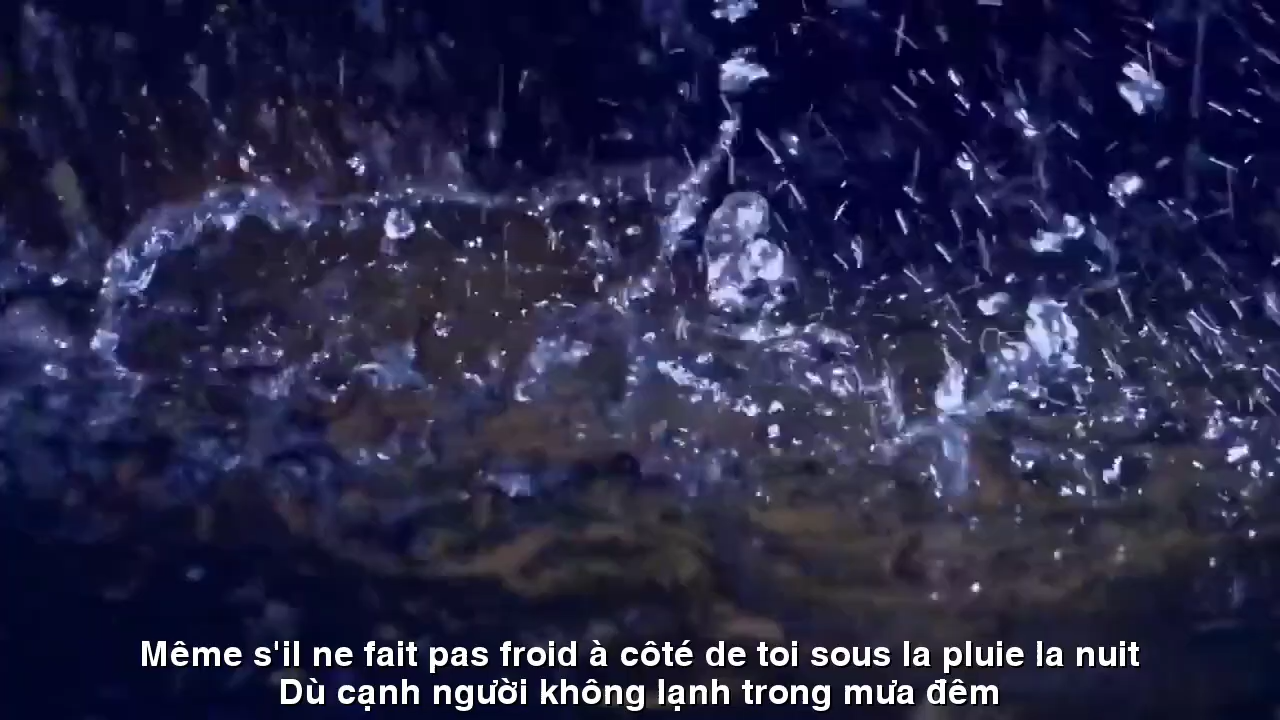 Même s'il ne fait pas froid à côté de toi sous la pluie la nuit
Dù cạnh người không lạnh trong mưa đêm